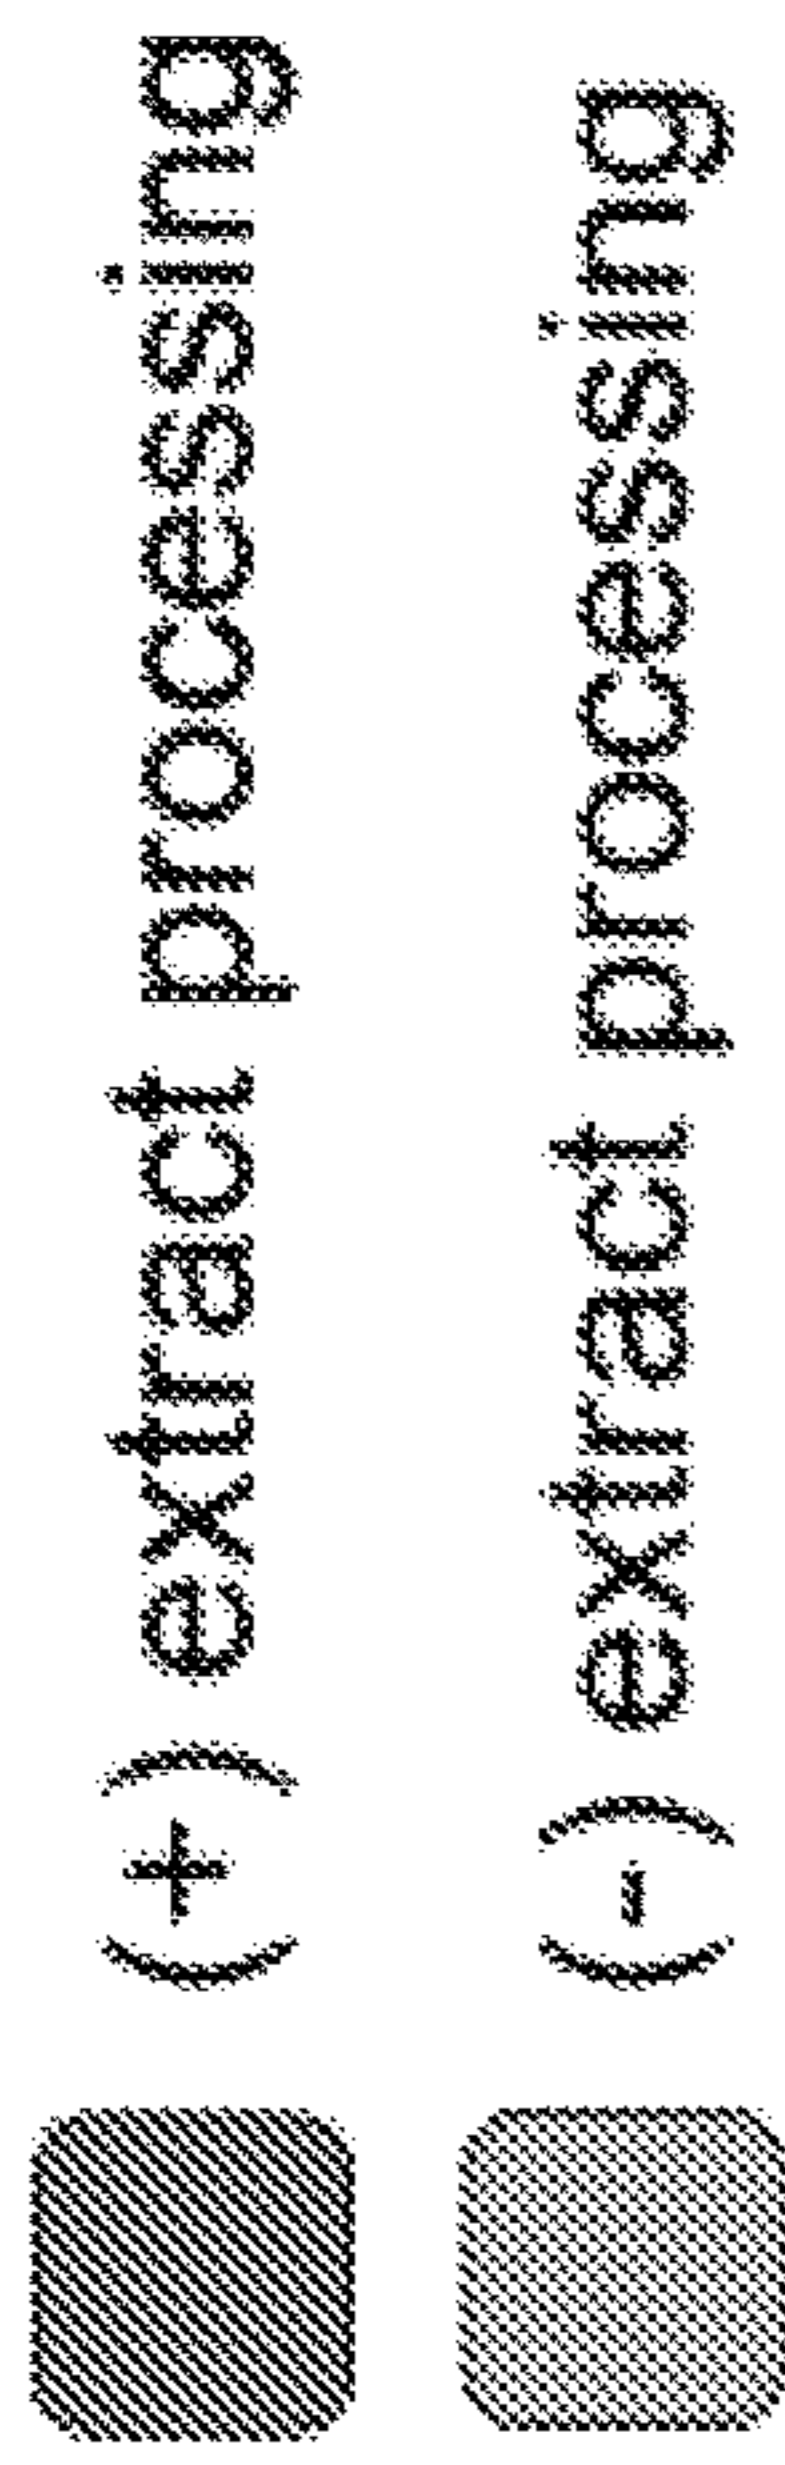 (+) extract processing
(-) extract processing